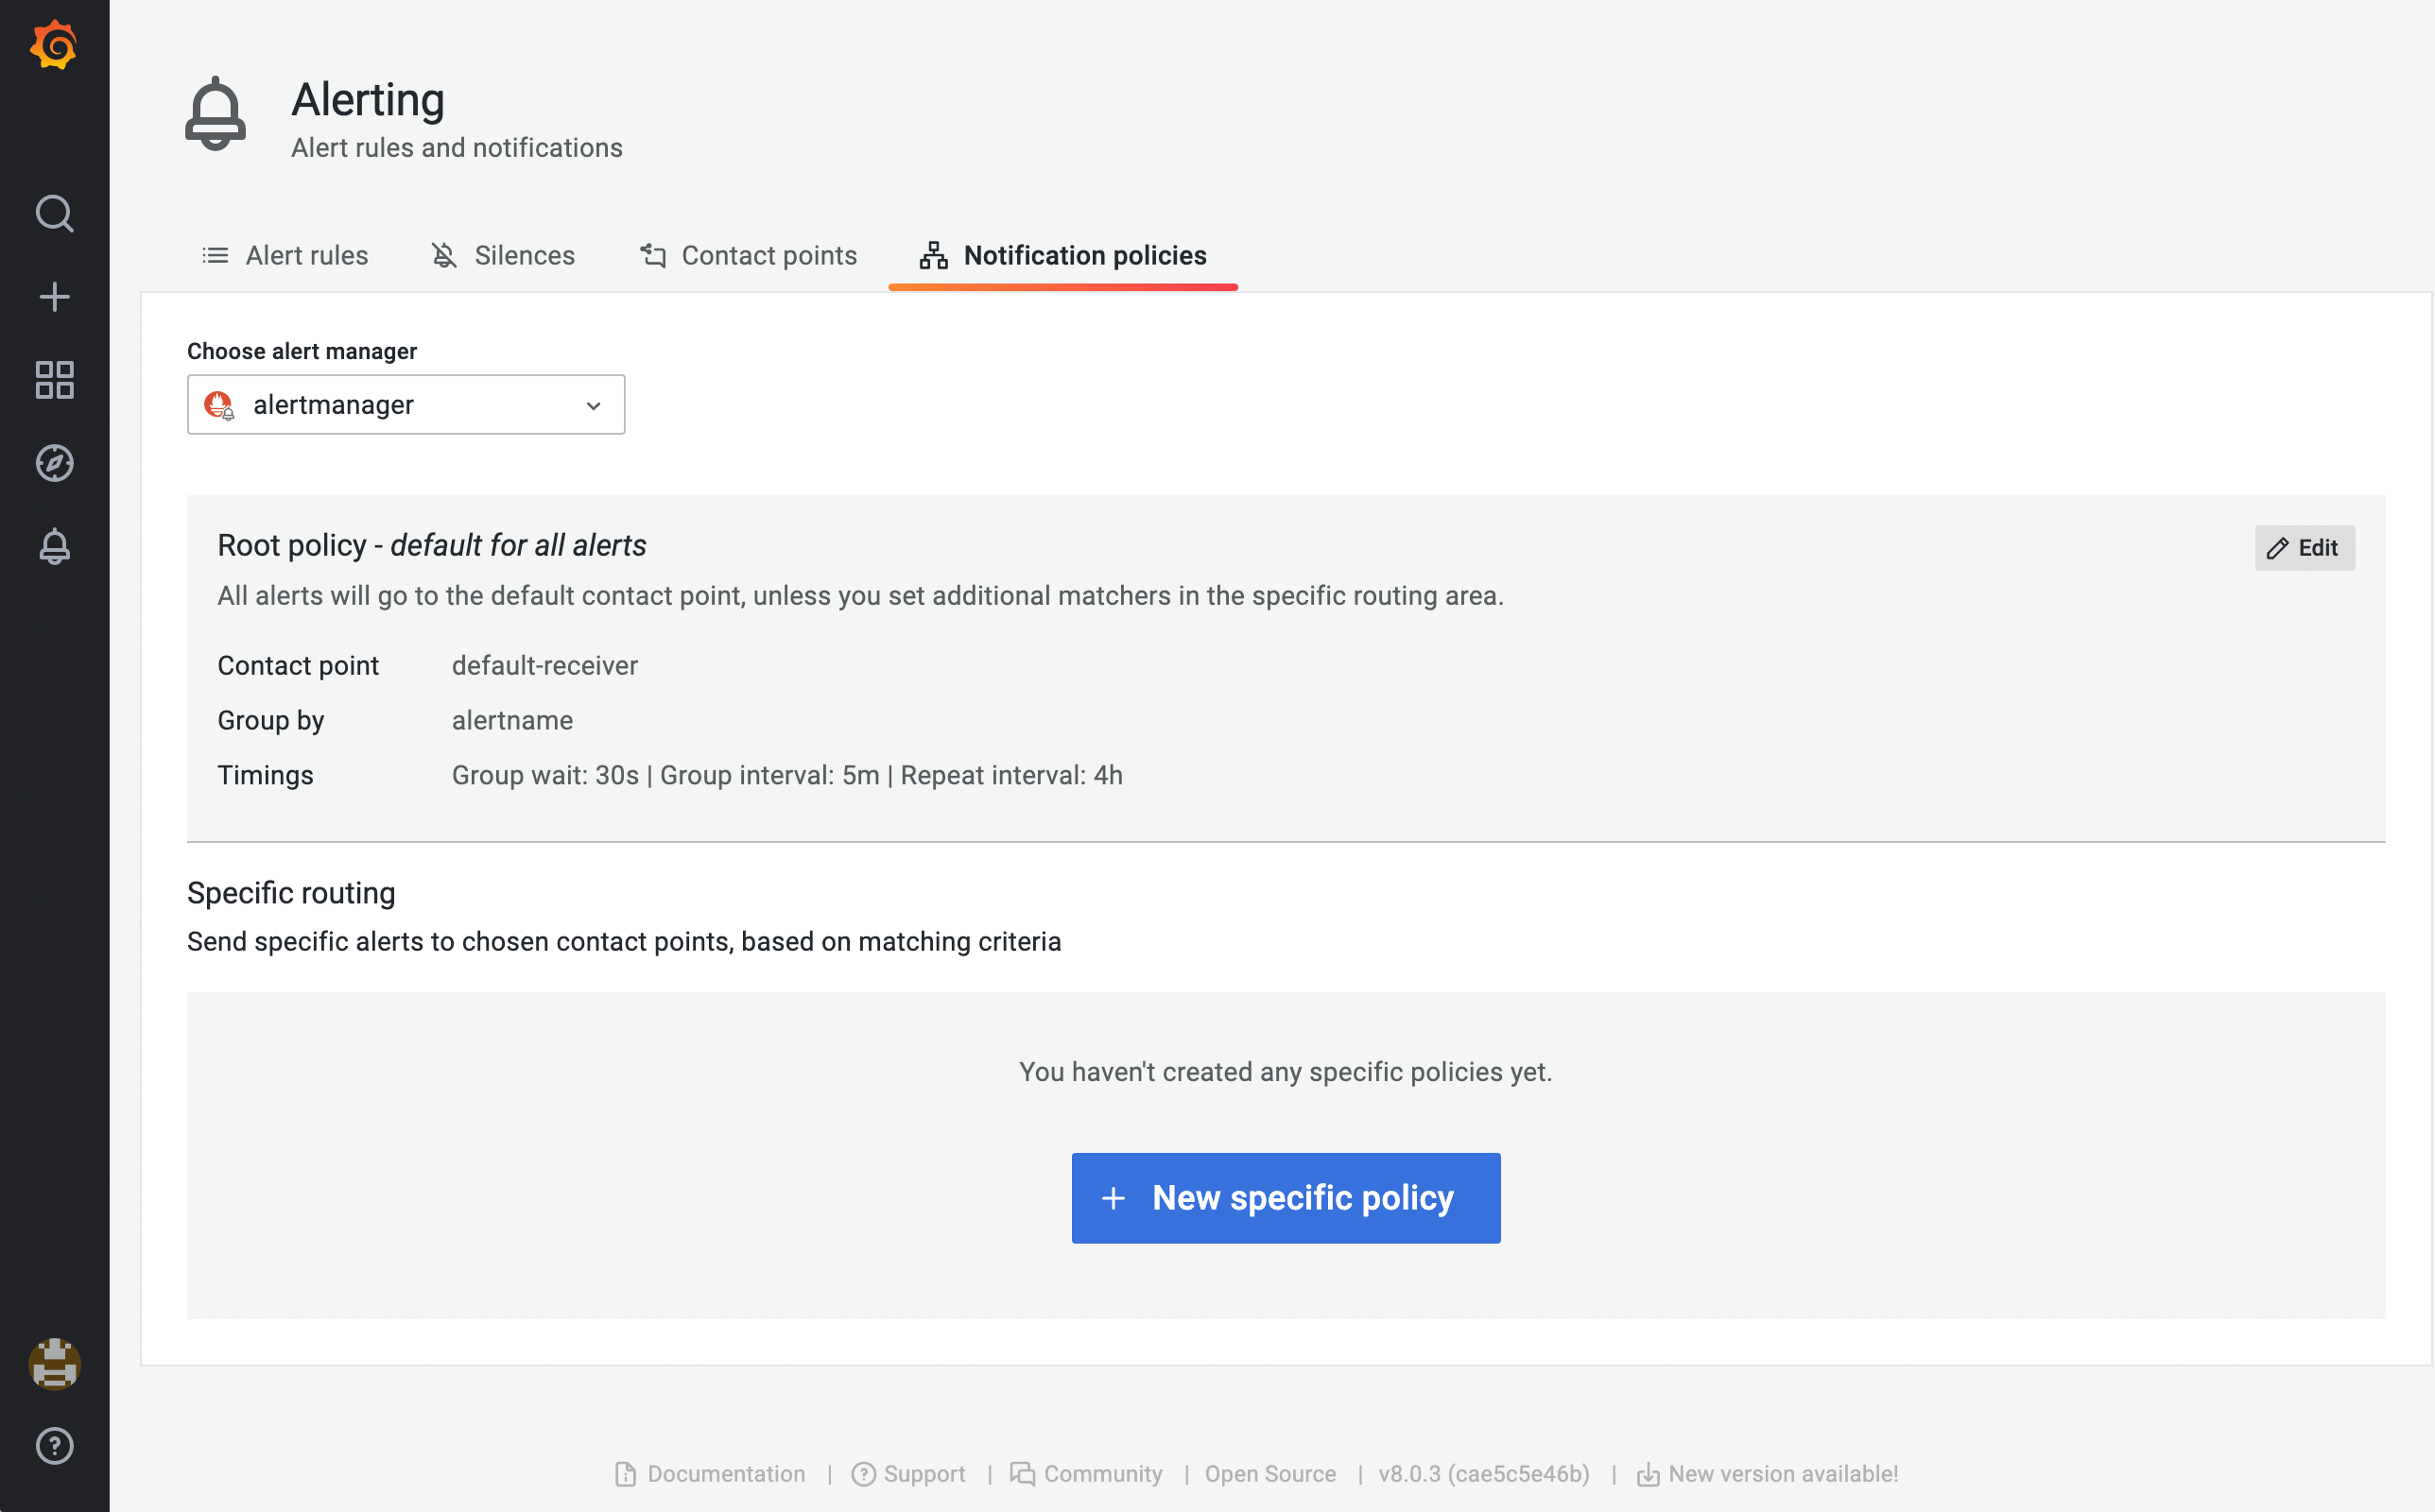 Alerting
Alert rules and notifications
Alert rules
Silences
Contact points
Notification policies
Choose alert manager
alertmanager
Root policy - default for all alerts
Edit
All alerts will go to the default contact point, unless you set additional matchers in the specific routing area.
Contact point default-receiver
Group by alertname
Timings Group wait: 30s | Group interval: 5m | Repeat interval: 4h
Specific routing
Send specific alerts to chosen contact points, based on matching criteria
You haven't created any specific policies yet.
+ New specific policy
Documentation | Support | Community | Open Source | v8.0.3 (cae5c5e46b) | New version available!